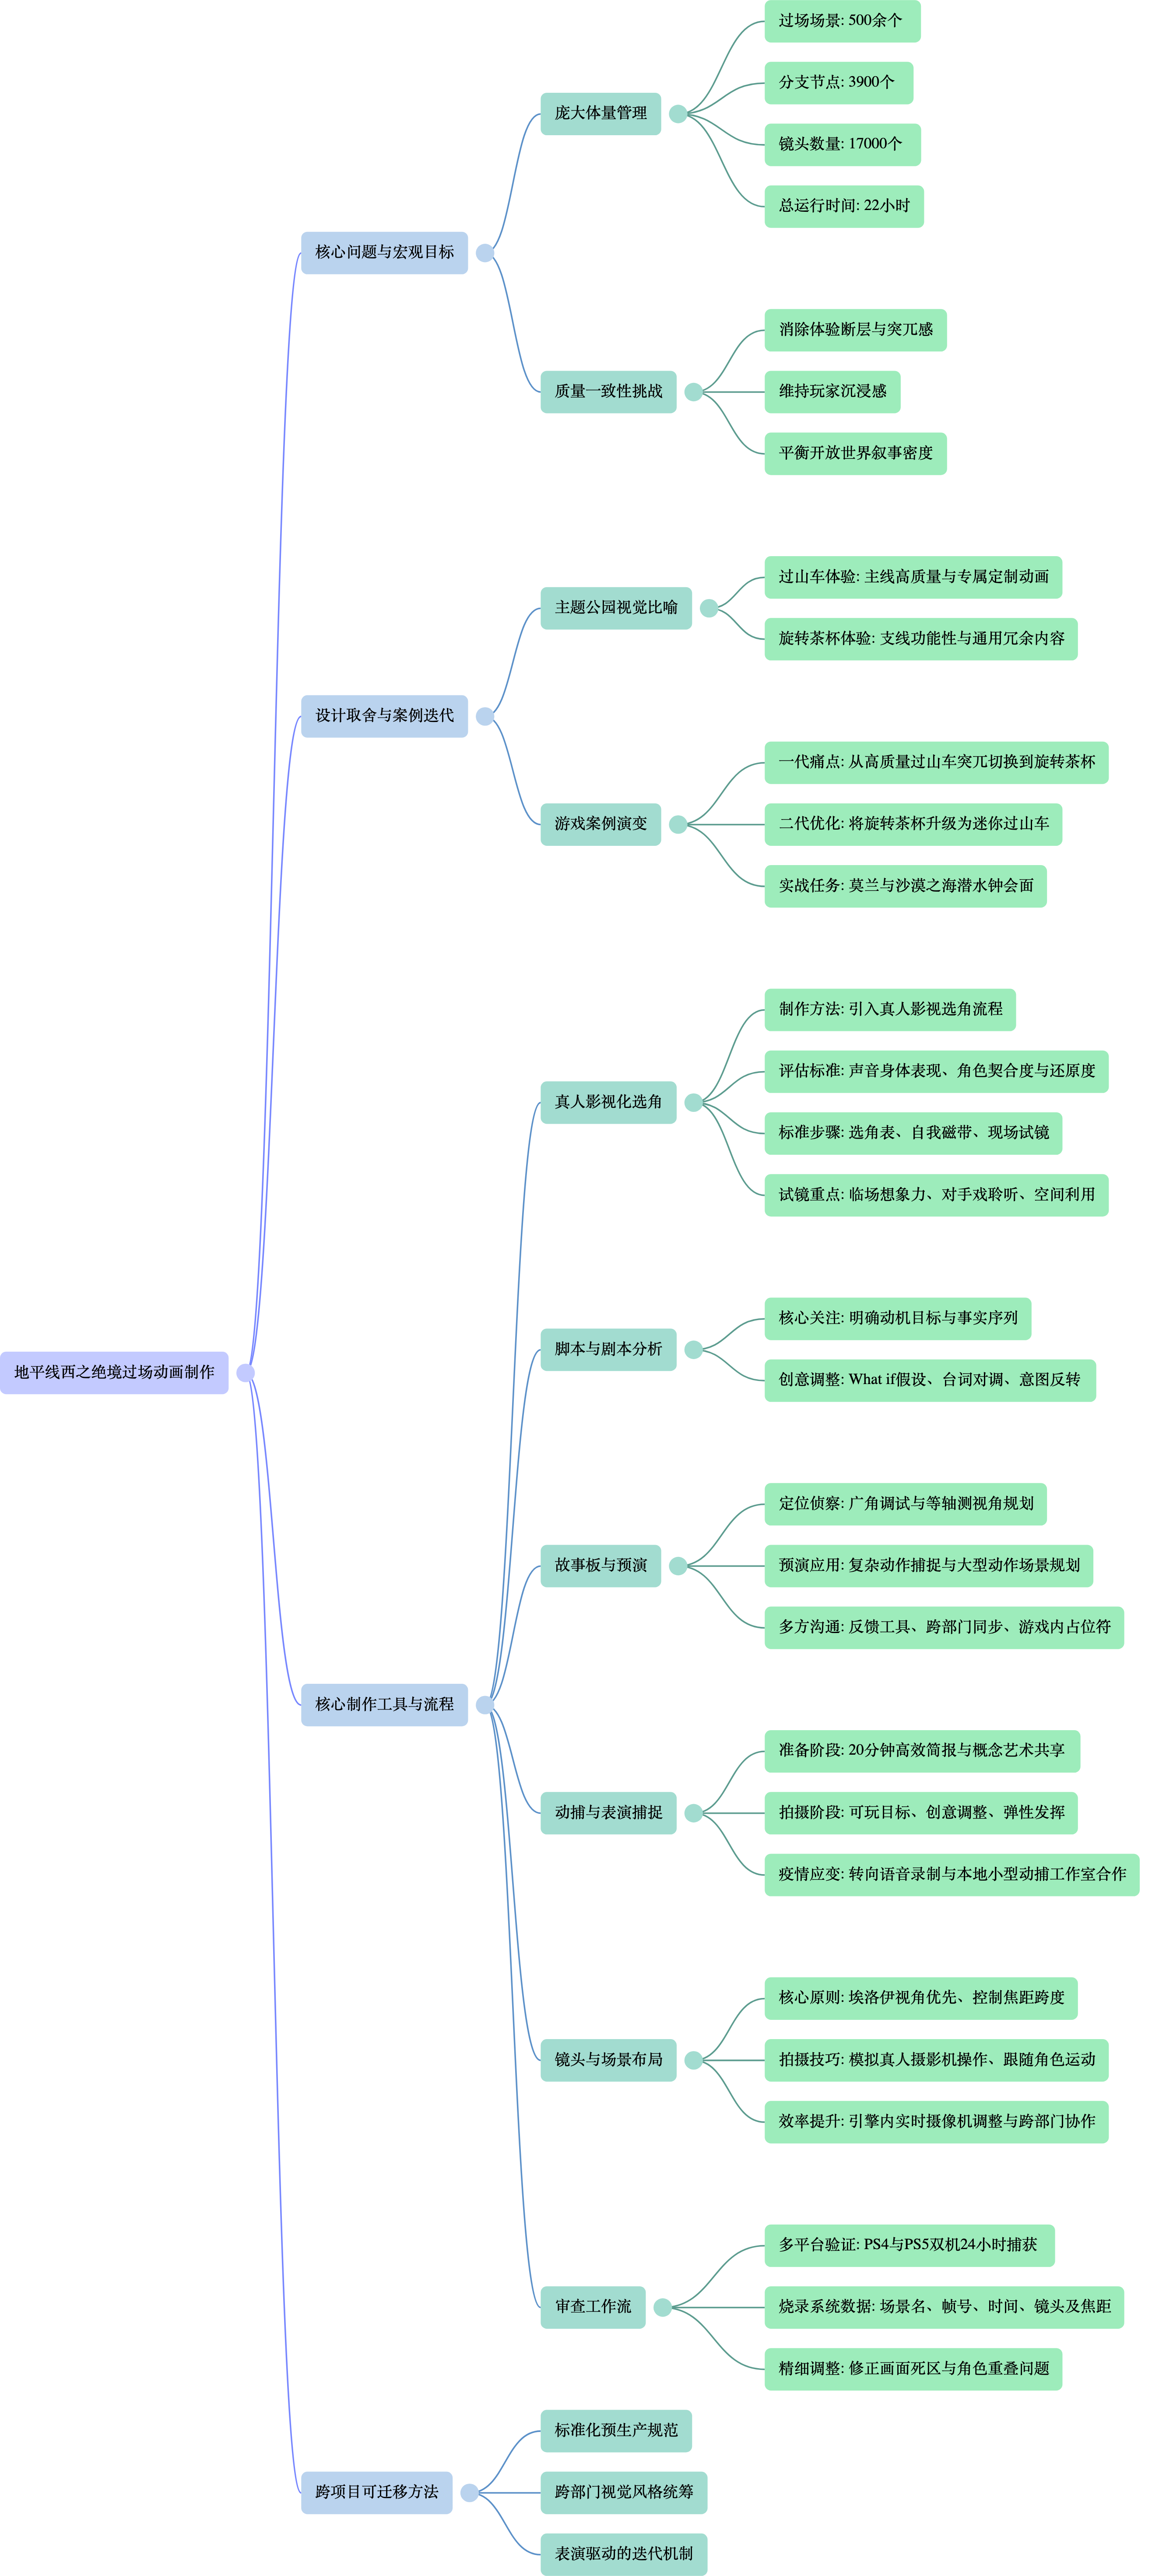 地平线西之绝境过场动画制作
核心问题与宏观目标
庞大体量管理
过场场景: 500余个
分支节点: 3900个
镜头数量: 17000个
总运行时间: 22小时
质量一致性挑战
消除体验断层与突兀感
维持玩家沉浸感
平衡开放世界叙事密度
设计取舍与案例迭代
主题公园视觉比喻
过山车体验: 主线高质量与专属定制动画
旋转茶杯体验: 支线功能性与通用冗余内容
游戏案例演变
一代痛点: 从高质量过山车突兀切换到旋转茶杯
二代优化: 将旋转茶杯升级为迷你过山车
实战任务: 莫兰与沙漠之海潜水钟会面
核心制作工具与流程
真人影视化选角
制作方法: 引入真人影视选角流程
评估标准: 声音身体表现、角色契合度与还原度
标准步骤: 选角表、自我磁带、现场试镜
试镜重点: 临场想象力、对手戏聆听、空间利用
脚本与剧本分析
核心关注: 明确动机目标与事实序列
创意调整: What if假设、台词对调、意图反转
故事板与预演
定位侦察: 广角调试与等轴测视角规划
预演应用: 复杂动作捕捉与大型动作场景规划
多方沟通: 反馈工具、跨部门同步、游戏内占位符
动捕与表演捕捉
准备阶段: 20分钟高效简报与概念艺术共享
拍摄阶段: 可玩目标、创意调整、弹性发挥
疫情应变: 转向语音录制与本地小型动捕工作室合作
镜头与场景布局
核心原则: 埃洛伊视角优先、控制焦距跨度
拍摄技巧: 模拟真人摄影机操作、跟随角色运动
效率提升: 引擎内实时摄像机调整与跨部门协作
审查工作流
多平台验证: PS4与PS5双机24小时捕获
烧录系统数据: 场景名、帧号、时间、镜头及焦距
精细调整: 修正画面死区与角色重叠问题
跨项目可迁移方法
标准化预生产规范
跨部门视觉风格统筹
表演驱动的迭代机制